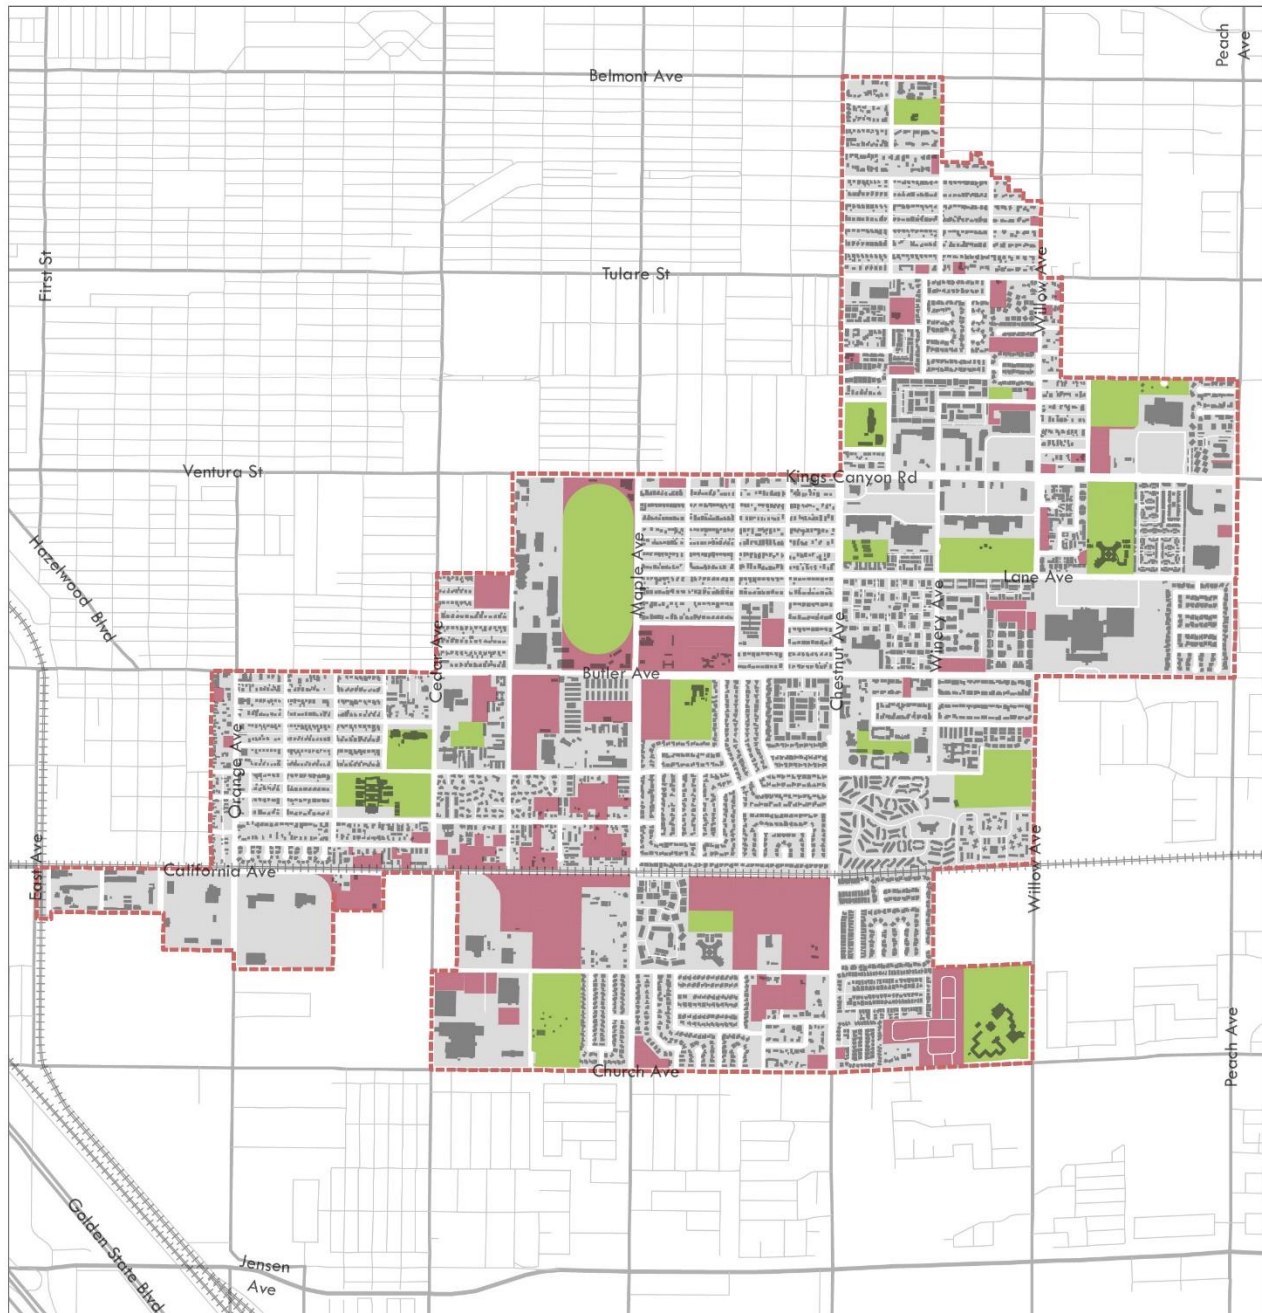 Peach
Ave
Belmont Ave
First St
Tulare St
Willow Ave
Ventura St
Kings Canyon Rd
Hazelwood Blvd
Maple Ave
Lane Ave
Winery Ave
Chestnut Ave
Cedar Ave
Butler Ave
Orange Ave
East Ave
California Ave
Willow Ave
Church Ave
Peach Ave
Golden State Blvd
Jensen
Ave